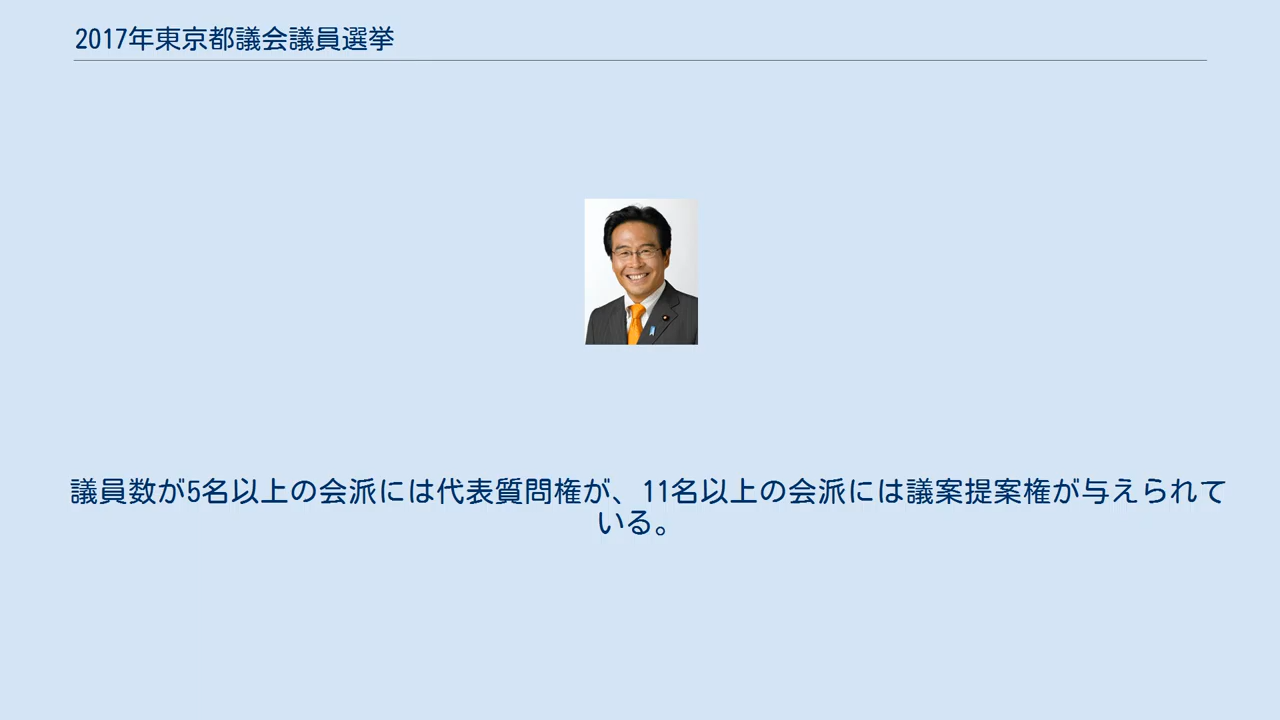 2017年東京都議会議員選挙
議員数が5名以上の会派には代表質問権が、11名以上の会派には議案提案権が与えられて
いる。